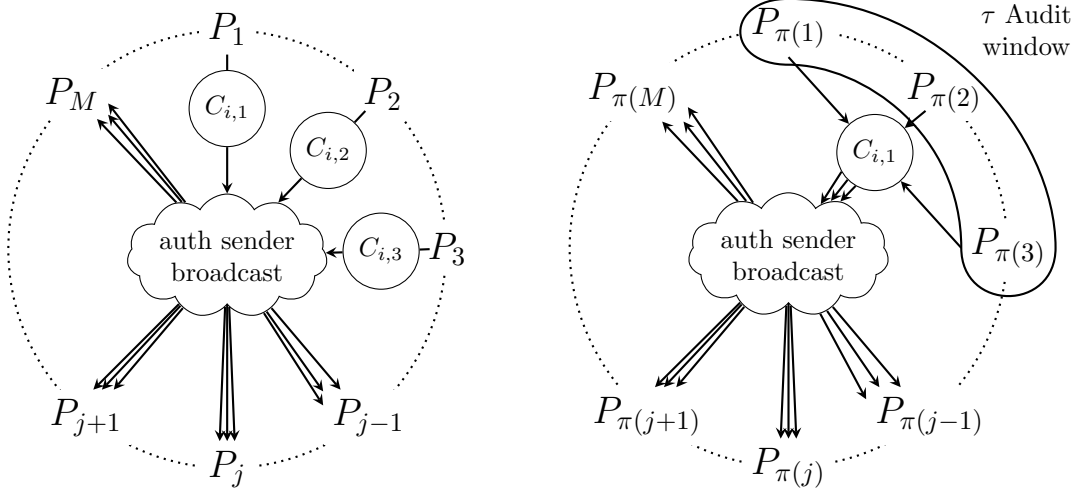 P_1
P_M
C_{i,1}
P_2
C_{i,2}
auth sender
broadcast
C_{i,3}
P_3
P_{j+1}
P_j
P_{j-1}
P_{π(1)}
τ Audit
window
P_{π(M)}
P_{π(2)}
C_{i,1}
auth sender
broadcast
P_{π(3)}
P_{π(j+1)}
P_{π(j)}
P_{π(j-1)}